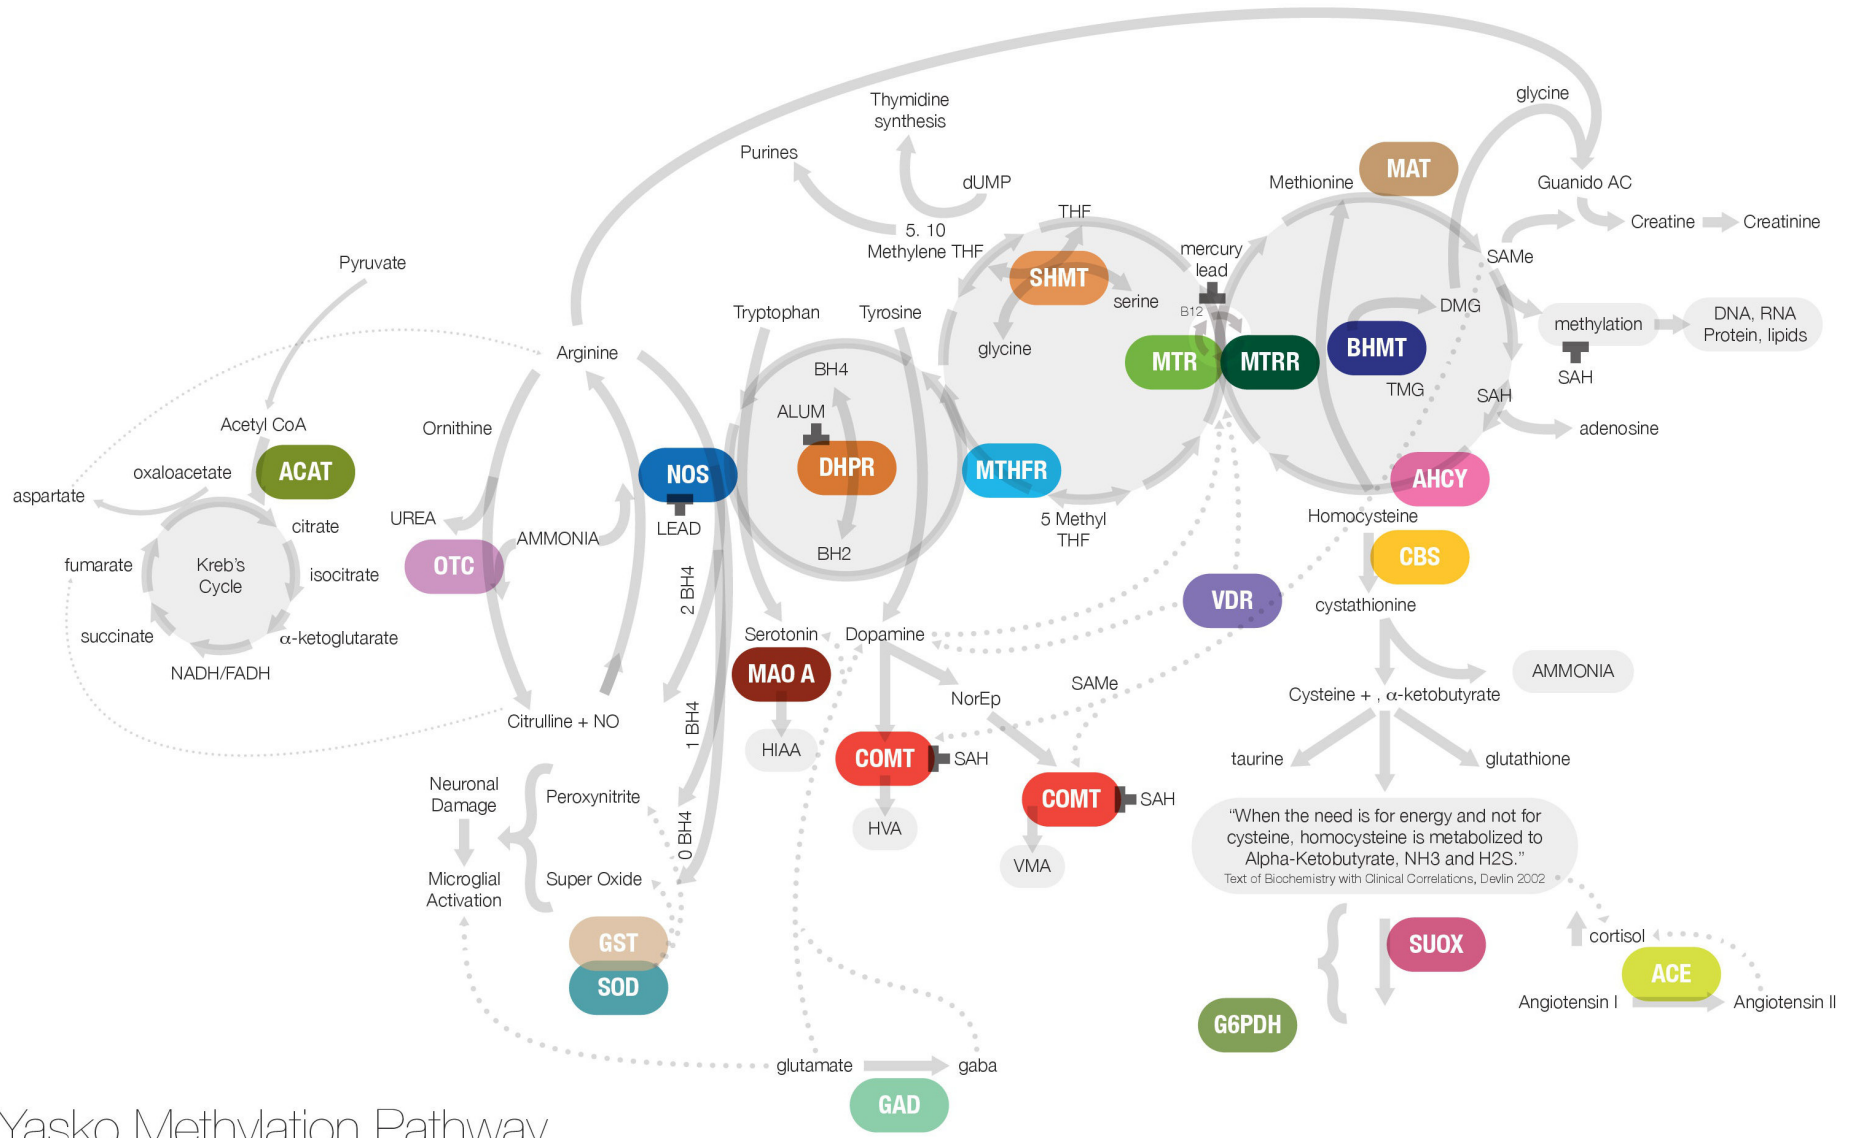 glycine
Thymidine
synthesis
Purines
dUMP
5. 10
Methylene THF
THF
SHMT
serine
glycine
mercury
lead
B12
Methionine
MAT
Guanido AC
Creatine
Creatinine
SAMe
DMG
methylation
DNA, RNA
Protein, lipids
SAH
MTR
MTRR
BHMT
TMG
SAH
adenosine
AHCY
Pyruvate
Arginine
Tryptophan
Tyrosine
BH4
ALUM
DHPR
BH2
MTHFR
5 Methyl
THF
Acetyl CoA
ACAT
oxaloacetate
aspartate
citrate
Kreb's
Cycle
isocitrate
fumarate
α-ketoglutarate
succinate
NADH/FADH
Ornithine
UREA
OTC
AMMONIA
NOS
LEAD
2 BH4
1 BH4
0 BH4
Citrulline + NO
Serotonin
Dopamine
MAO A
HIAA
NorEp
SAMe
COMT
SAH
HVA
COMT
SAH
VMA
VDR
Homocysteine
CBS
cystathionine
AMMONIA
Cysteine + , α-ketobutyrate
taurine
glutathione
“When the need is for energy and not for
cysteine, homocysteine is metabolized to
Alpha-Ketobutyrate, NH3 and H2S.”
Text of Biochemistry with Clinical Correlations, Devlin 2002
Neuronal
Damage
Peroxynitrite
Microglial
Activation
Super Oxide
GST
SOD
SUOX
G6PDH
cortisol
ACE
Angiotensin I
Angiotensin II
glutamate
gaba
GAD
Yasko Methylation Pathway